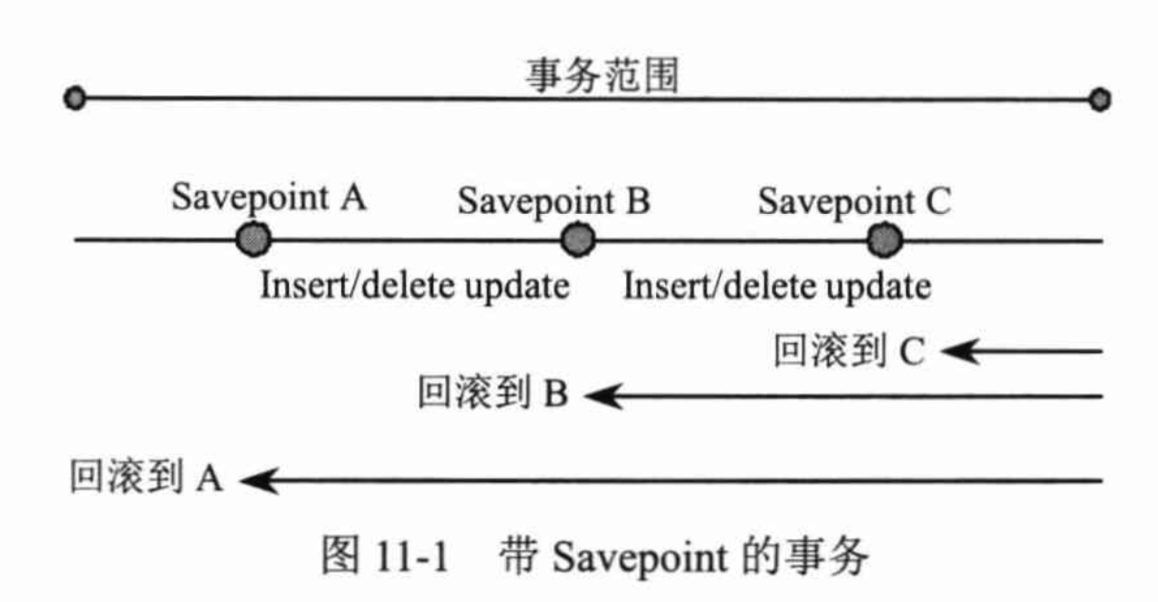 事务范围
Savepoint A Savepoint B Savepoint C
Insert/delete update Insert/delete update
回滚到 C
回滚到 B
回滚到 A
图 11-1 带 Savepoint 的事务